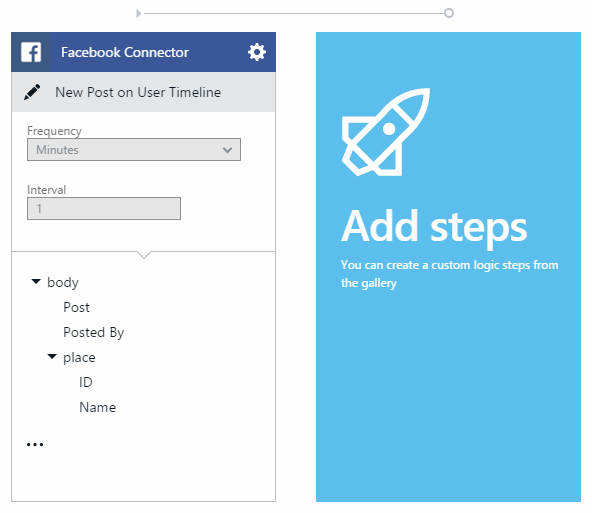 Facebook Connector
New Post on User Timeline
Frequency
Minutes
Interval
1
body
Post
Posted By
place
ID
Name
...
Add steps
You can create a custom logic steps from
the gallery